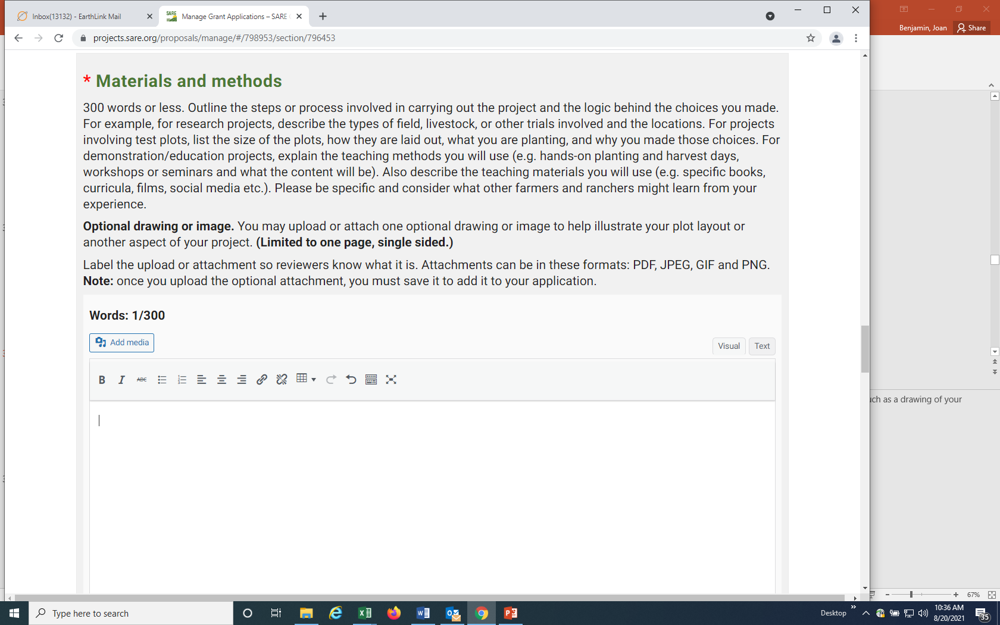 Inbox(13132) - EarthLink Mail
Manage Grant Applications – SARE
Benjamin, Joan
Share
projects.sare.org/proposals/manage/#/798953/section/796453
* Materials and methods
300 words or less. Outline the steps or process involved in carrying out the project and the logic behind the choices you made.
For example, for research projects, describe the types of field, livestock, or other trials involved and the locations. For projects
involving test plots, list the size of the plots, how they are laid out, what you are planting, and why you made those choices. For
demonstration/education projects, explain the teaching methods you will use (e.g. hands-on planting and harvest days,
workshops or seminars and what the content will be). Also describe the teaching materials you will use (e.g. specific books,
curricula, films, social media etc.). Please be specific and consider what other farmers and ranchers might learn from your
experience.
Optional drawing or image. You may upload or attach one optional drawing or image to help illustrate your plot layout or
another aspect of your project. (Limited to one page, single sided.)
Label the upload or attachment so reviewers know what it is. Attachments can be in these formats: PDF, JPEG, GIF and PNG.
Note: once you upload the optional attachment, you must save it to add it to your application.
Words: 1/300
Add media
Visual
Text
B I ABC
as a drawing of your
67%
Type here to search
Desktop
10:36 AM
8/20/2021
35